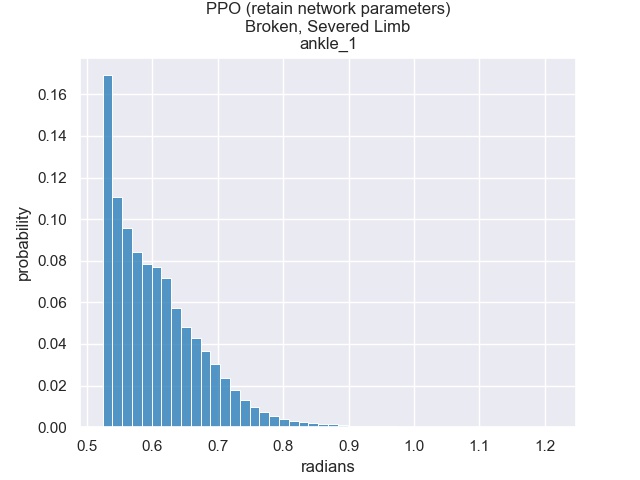 PPO (retain network parameters)
Broken, Severed Limb
ankle_1
0.16
0.14
0.12
0.10
0.08
0.06
0.04
0.02
0.00
probability
0.5 0.6 0.7 0.8 0.9 1.0 1.1 1.2
radians